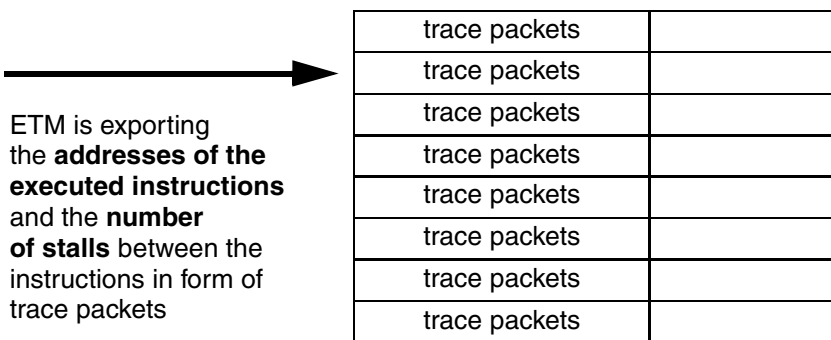 ETM is exporting
the addresses of the
executed instructions
and the number
of stalls between the
instructions in form of
trace packets
trace packets
trace packets
trace packets
trace packets
trace packets
trace packets
trace packets
trace packets